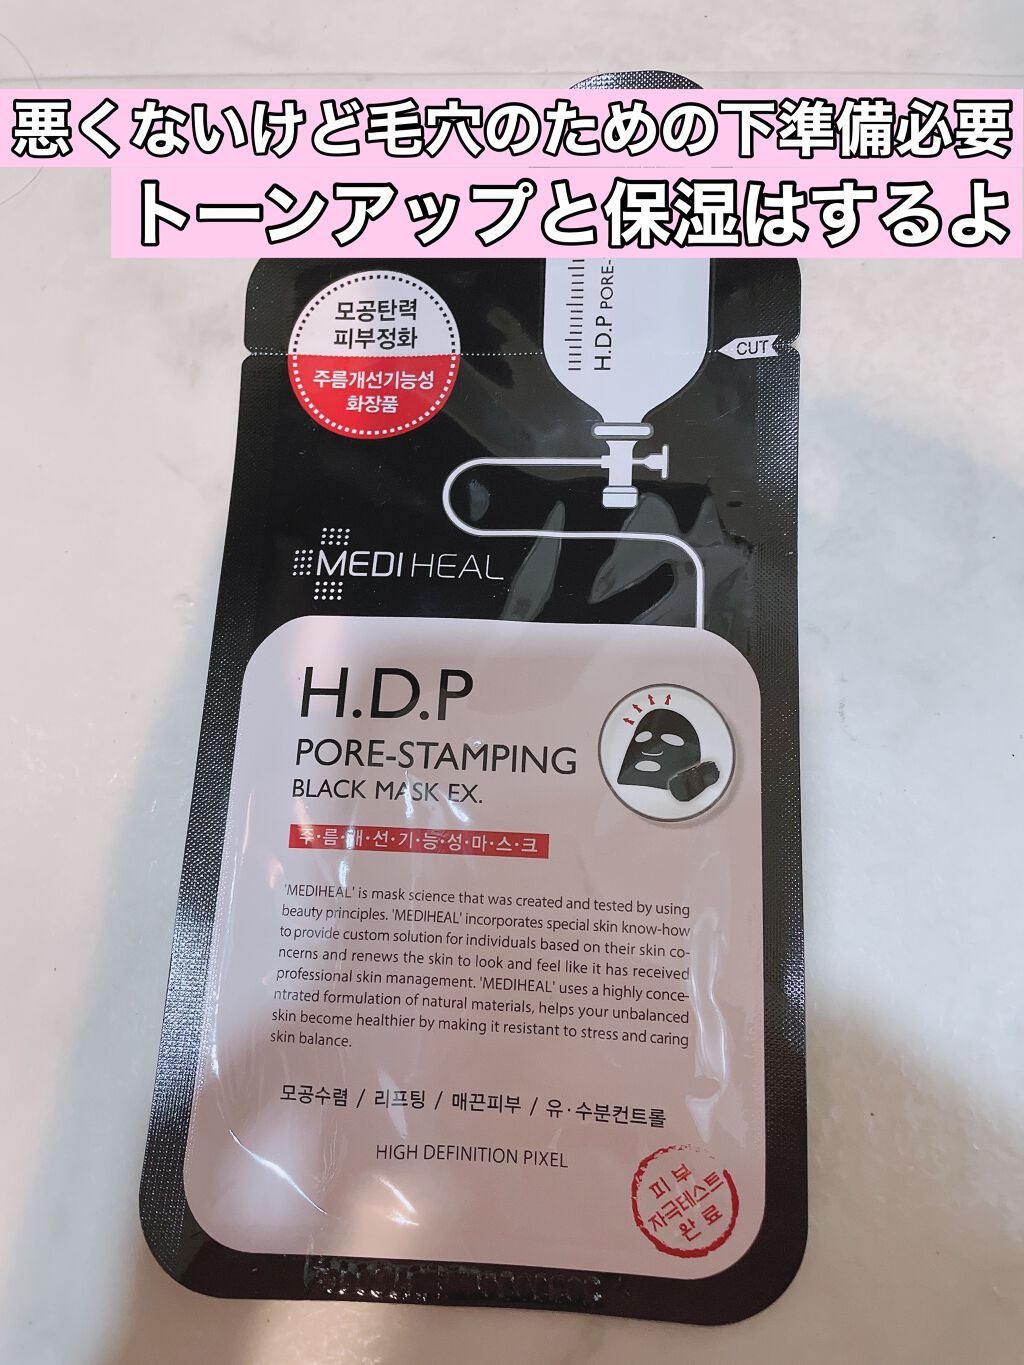 悪くないけど毛穴のための下準備必要
トーンアップと保湿はするよ
H.D.P PORE-
모공탄력
피부정화
주름개선기능성
화장품
CUT
MEDIHEAL
H.D.P
PORE-STAMPING
BLACK MASK EX.
주·름·개·선·기·능·성·마·스·크
'MEDIHEAL' is mask science that was created and tested by using
beauty principles. 'MEDIHEAL' incorporates special skin know-how
to provide custom solution for individuals based on their skin co-
ncerns and renews the skin to look and feel like it has received
professional skin management. 'MEDIHEAL' uses a highly conce-
ntrated formulation of natural materials, helps your unbalanced
skin become healthier by making it resistant to stress and caring
skin balance.
모공수렴 / 리프팅 / 매끈피부 / 유·수분컨트롤
HIGH DEFINITION PIXEL
피부
자극테스트
완료